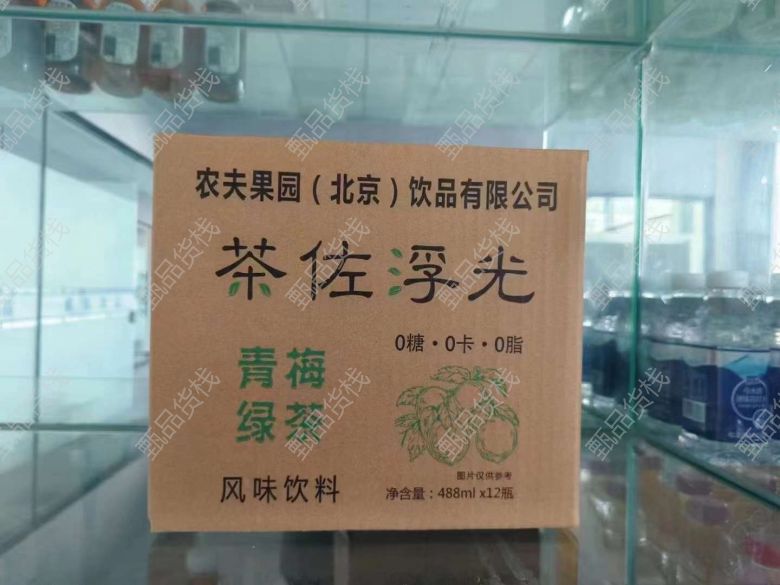 农夫果园（北京）饮品有限公司
茶佐浮光
0糖·0卡·0脂
青梅
绿茶
图片仅供参考
风味饮料
净含量：488ml x12瓶
甄品货栈